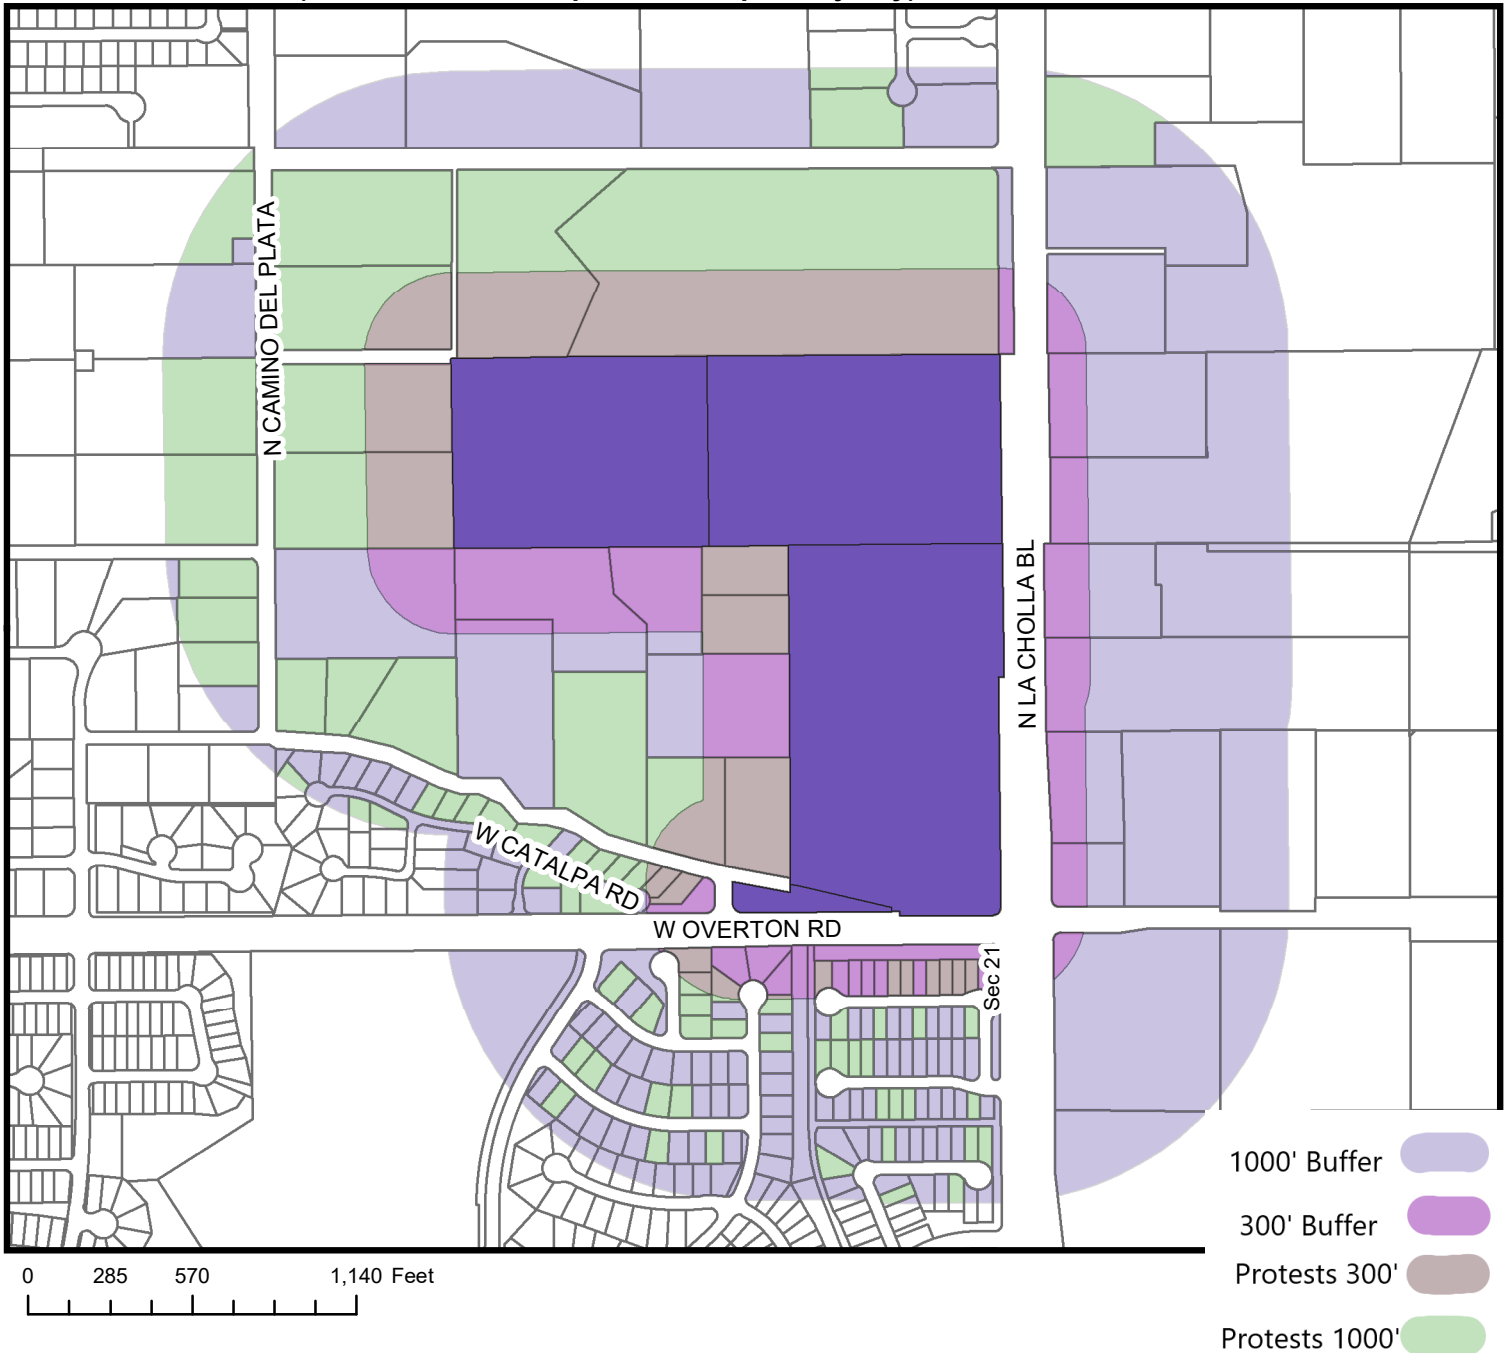 N CAMINO DEL PLATA
N LA CHOLLA BL
W CATALPA RD
W OVERTON RD
Sec 21
1000' Buffer
300' Buffer
Protests 300'
Protests 1000'
0 285 570 1,140 Feet